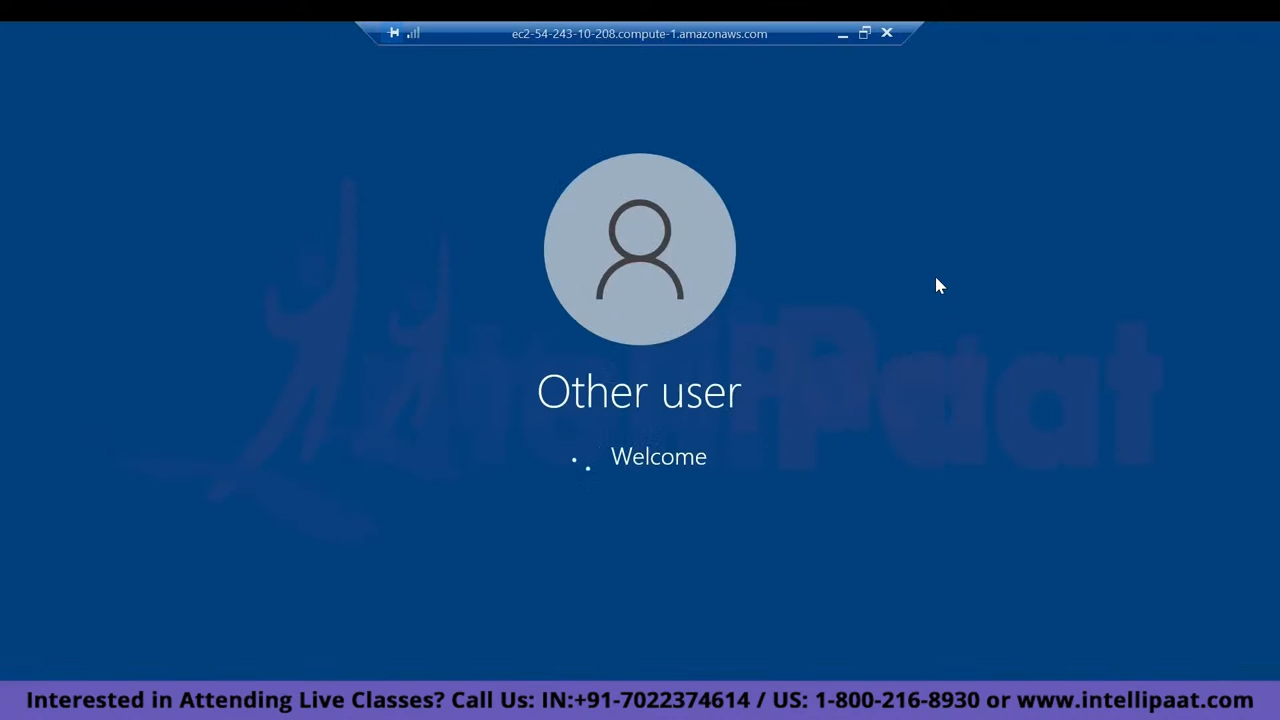 ec2-54-243-10-208.compute-1.amazonaws.com
Other user
Welcome
IntelliPaat
Interested in Attending Live Classes? Call Us: IN:+91-7022374614 / US: 1-800-216-8930 or www.intellipaat.com